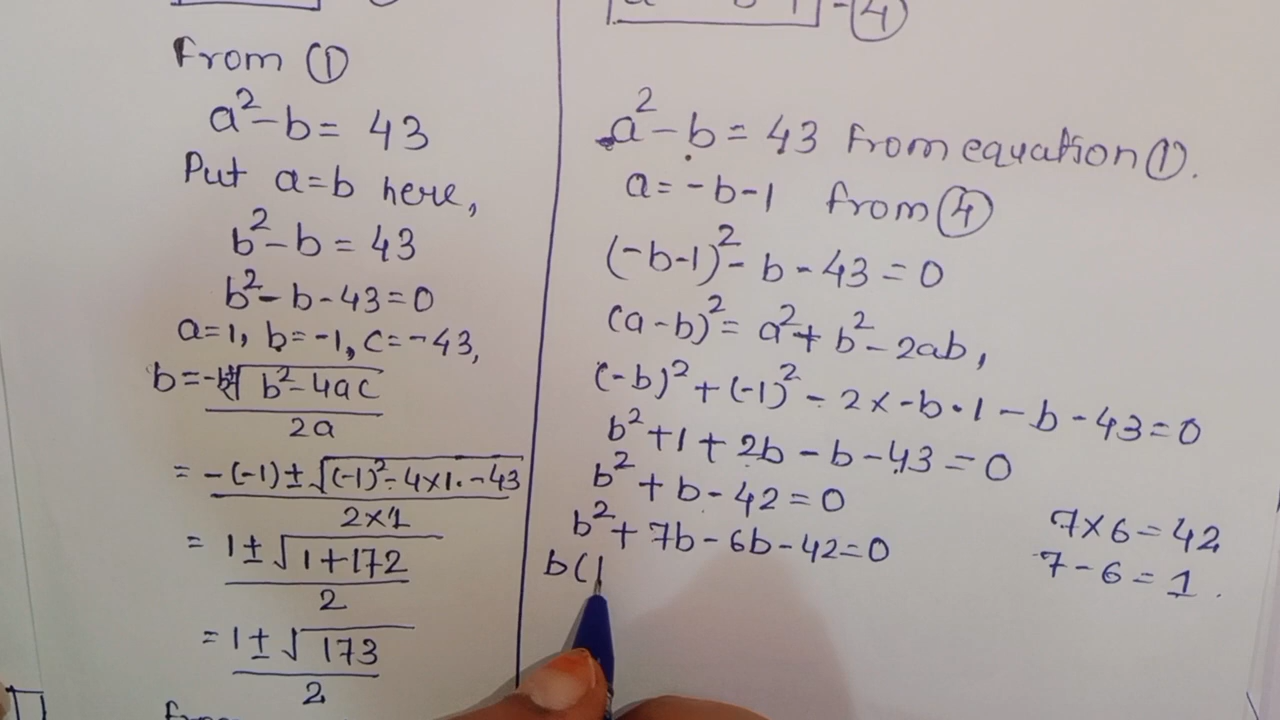 From ①
a² - b = 43
Put a = b here,
b² - b = 43
b² - b - 43 = 0
a = 1, b = -1, c = -43,
b = -b ± √(b² - 4ac)
2a
= -(-1) ± √((-1)² - 4×1·-43)
2×1
= 1 ± √(1+172)
2
= 1 ± √173
2
- ④
a² - b = 43 from equation ①.
a = -b-1 from ④
(-b-1)² - b - 43 = 0
(a-b)² = a² + b² - 2ab,
(-b)² + (-1)² - 2×-b·1 - b - 43 = 0
b² + 1 + 2b - b - 43 = 0
b² + b - 42 = 0
b² + 7b - 6b - 42 = 0
7×6 = 42
7 - 6 = 1.
b(